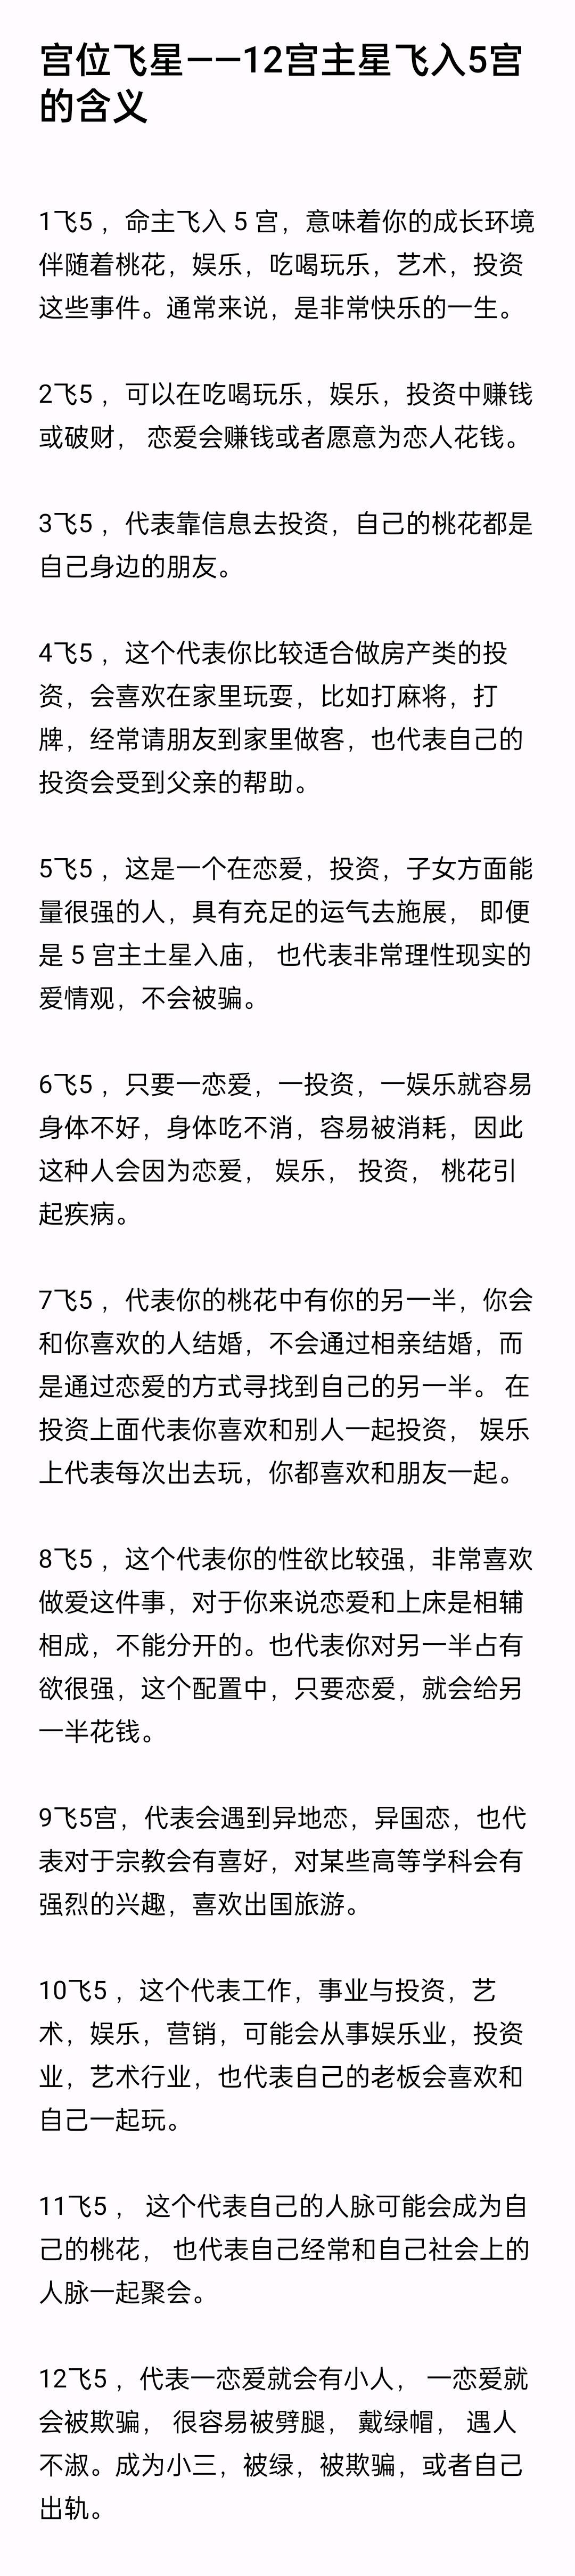 宫位飞星——12宫主星飞入5宫
的含义
1飞5 ，命主飞入 5 宫，意味着你的成长环境
伴随着桃花，娱乐，吃喝玩乐，艺术，投资
这些事件。通常来说，是非常快乐的一生。
2飞5 ，可以在吃喝玩乐，娱乐，投资中赚钱
或破财， 恋爱会赚钱或者愿意为恋人花钱。
3飞5 ，代表靠信息去投资，自己的桃花都是
自己身边的朋友。
4飞5 ，这个代表你比较适合做房产类的投
资，会喜欢在家里玩耍，比如打麻将，打
牌，经常请朋友到家里做客，也代表自己的
投资会受到父亲的帮助。
5飞5 ，这是一个在恋爱，投资，子女方面能
量很强的人，具有充足的运气去施展， 即便
是 5 宫主土星入庙， 也代表非常理性现实的
爱情观，不会被骗。
6飞5 ，只要一恋爱，一投资，一娱乐就容易
身体不好，身体吃不消，容易被消耗，因此
这种人会因为恋爱， 娱乐， 投资， 桃花引
起疾病。
7飞5 ，代表你的桃花中有你的另一半，你会
和你喜欢的人结婚，不会通过相亲结婚，而
是通过恋爱的方式寻找到自己的另一半。 在
投资上面代表你喜欢和别人一起投资， 娱乐
上代表每次出去玩，你都喜欢和朋友一起。
8飞5 ，这个代表你的性欲比较强，非常喜欢
做爱这件事，对于你来说恋爱和上床是相辅
相成，不能分开的。也代表你对另一半占有
欲很强，这个配置中，只要恋爱，就会给另
一半花钱。
9飞5宫，代表会遇到异地恋，异国恋，也代
表对于宗教会有喜好，对某些高等学科会有
强烈的兴趣，喜欢出国旅游。
10飞5 ，这个代表工作，事业与投资，艺
术，娱乐，营销，可能会从事娱乐业，投资
业，艺术行业，也代表自己的老板会喜欢和
自己一起玩。
11飞5 ， 这个代表自己的人脉可能会成为自
己的桃花， 也代表自己经常和自己社会上的
人脉一起聚会。
12飞5 ，代表一恋爱就会有小人， 一恋爱就
会被欺骗， 很容易被劈腿， 戴绿帽， 遇人
不淑。成为小三，被绿，被欺骗，或者自己
出轨。